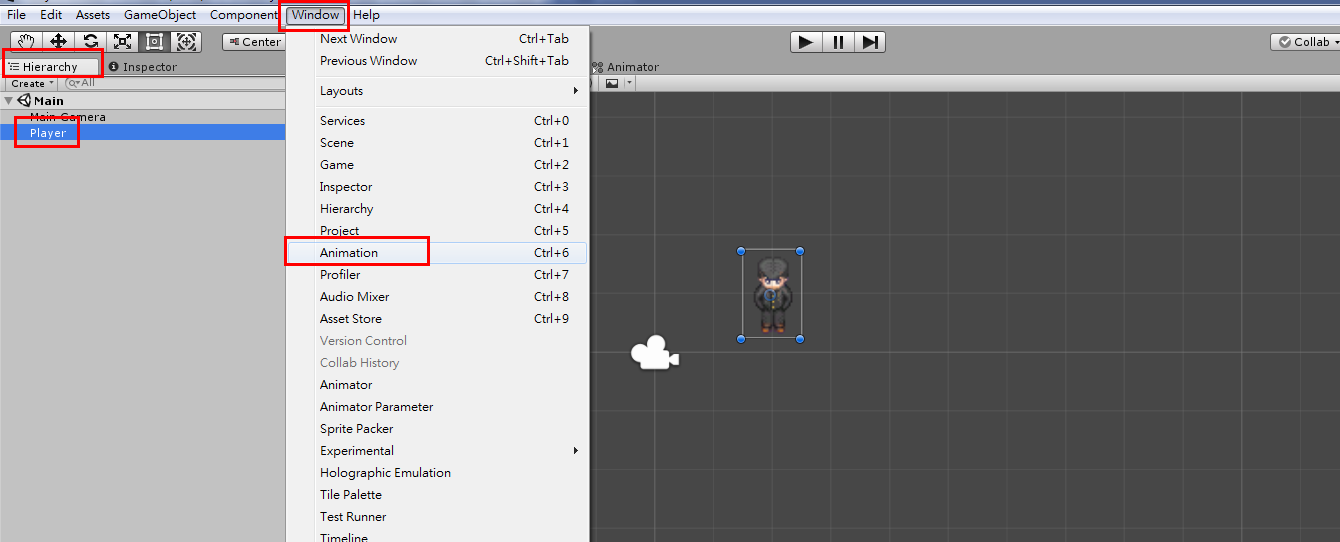 File Edit Assets GameObject Component Window Help
Center
Collab
Hierarchy Inspector
Animator
Create All
Main
Main Camera
Player
Next Window Ctrl+Tab
Previous Window Ctrl+Shift+Tab
Layouts
Services Ctrl+0
Scene Ctrl+1
Game Ctrl+2
Inspector Ctrl+3
Hierarchy Ctrl+4
Project Ctrl+5
Animation Ctrl+6
Profiler Ctrl+7
Audio Mixer Ctrl+8
Asset Store Ctrl+9
Version Control
Collab History
Animator
Animator Parameter
Sprite Packer
Experimental
Holographic Emulation
Tile Palette
Test Runner
Timeline